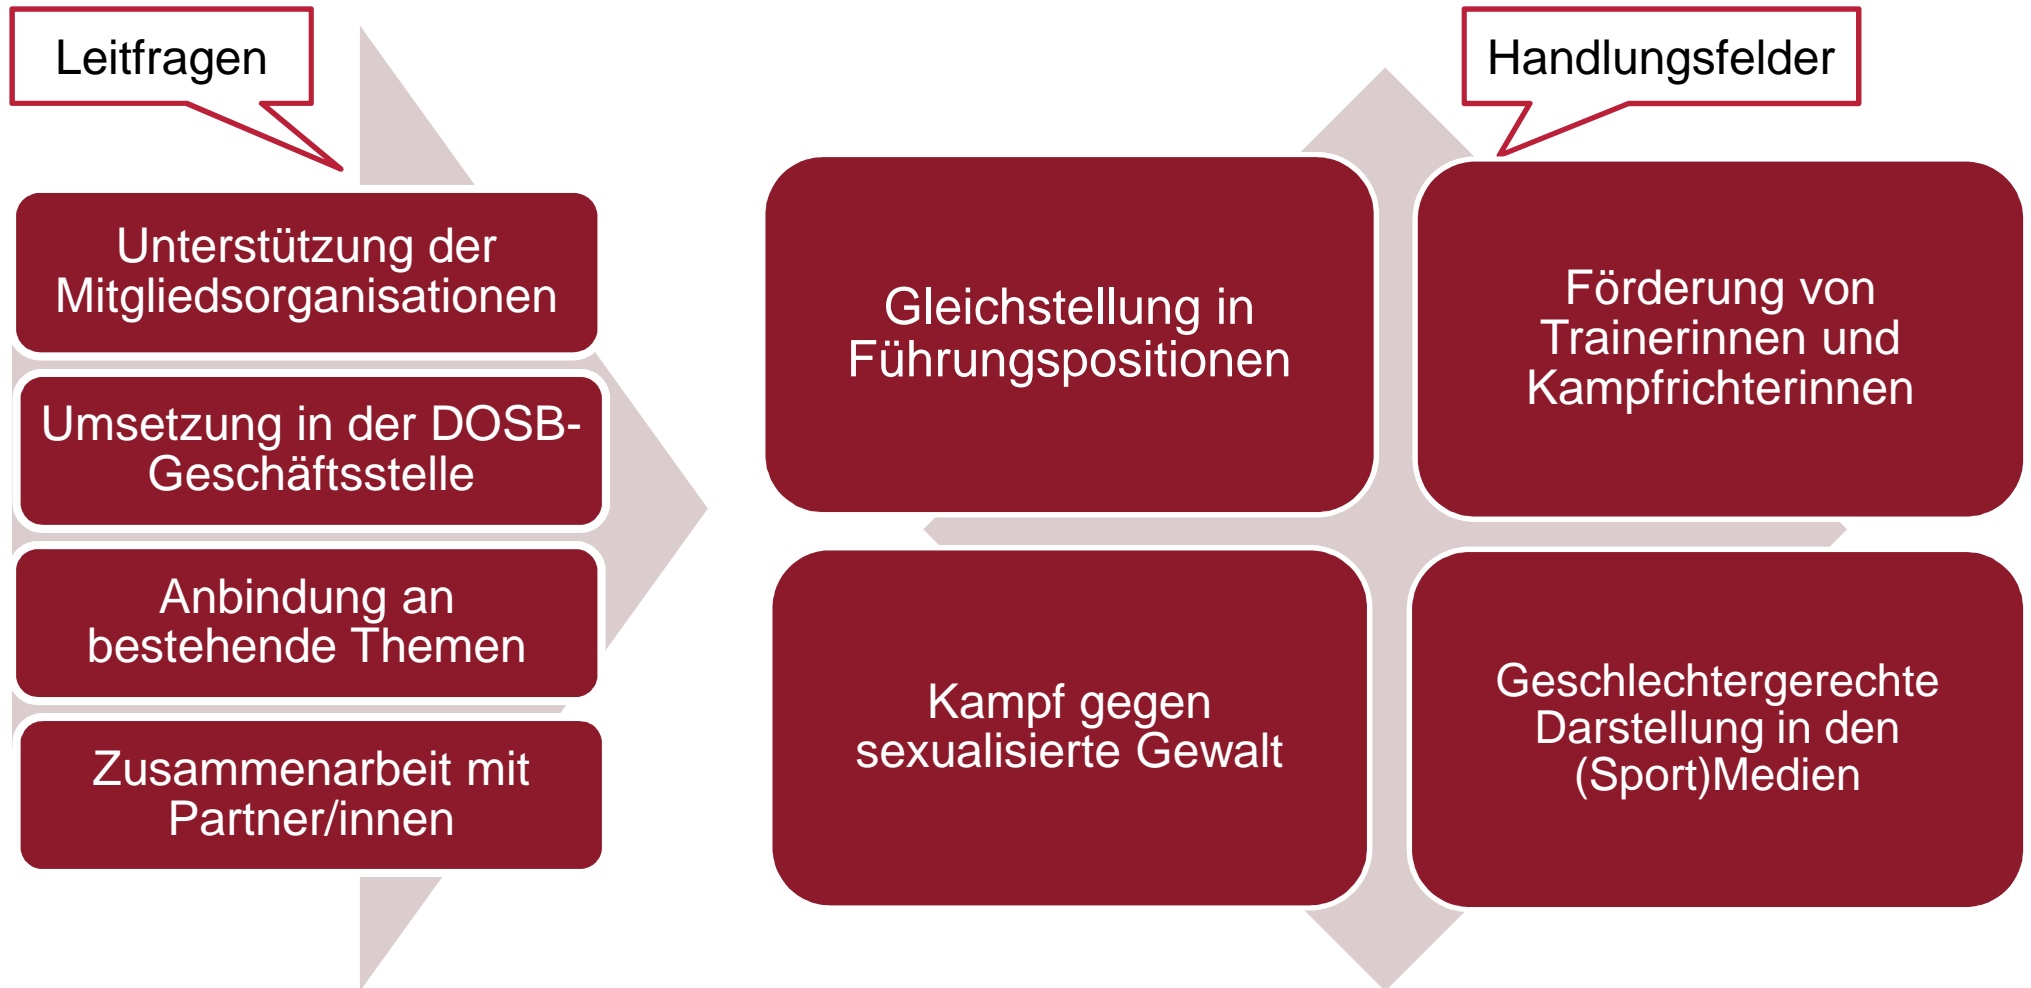 Leitfragen
Unterstützung der
Mitgliedsorganisationen
Umsetzung in der DOSB-
Geschäftsstelle
Anbindung an
bestehende Themen
Zusammenarbeit mit
Partner/innen
Handlungsfelder
Gleichstellung in
Führungspositionen
Förderung von
Trainerinnen und
Kampfrichterinnen
Kampf gegen
sexualisierte Gewalt
Geschlechtergerechte
Darstellung in den
(Sport)Medien